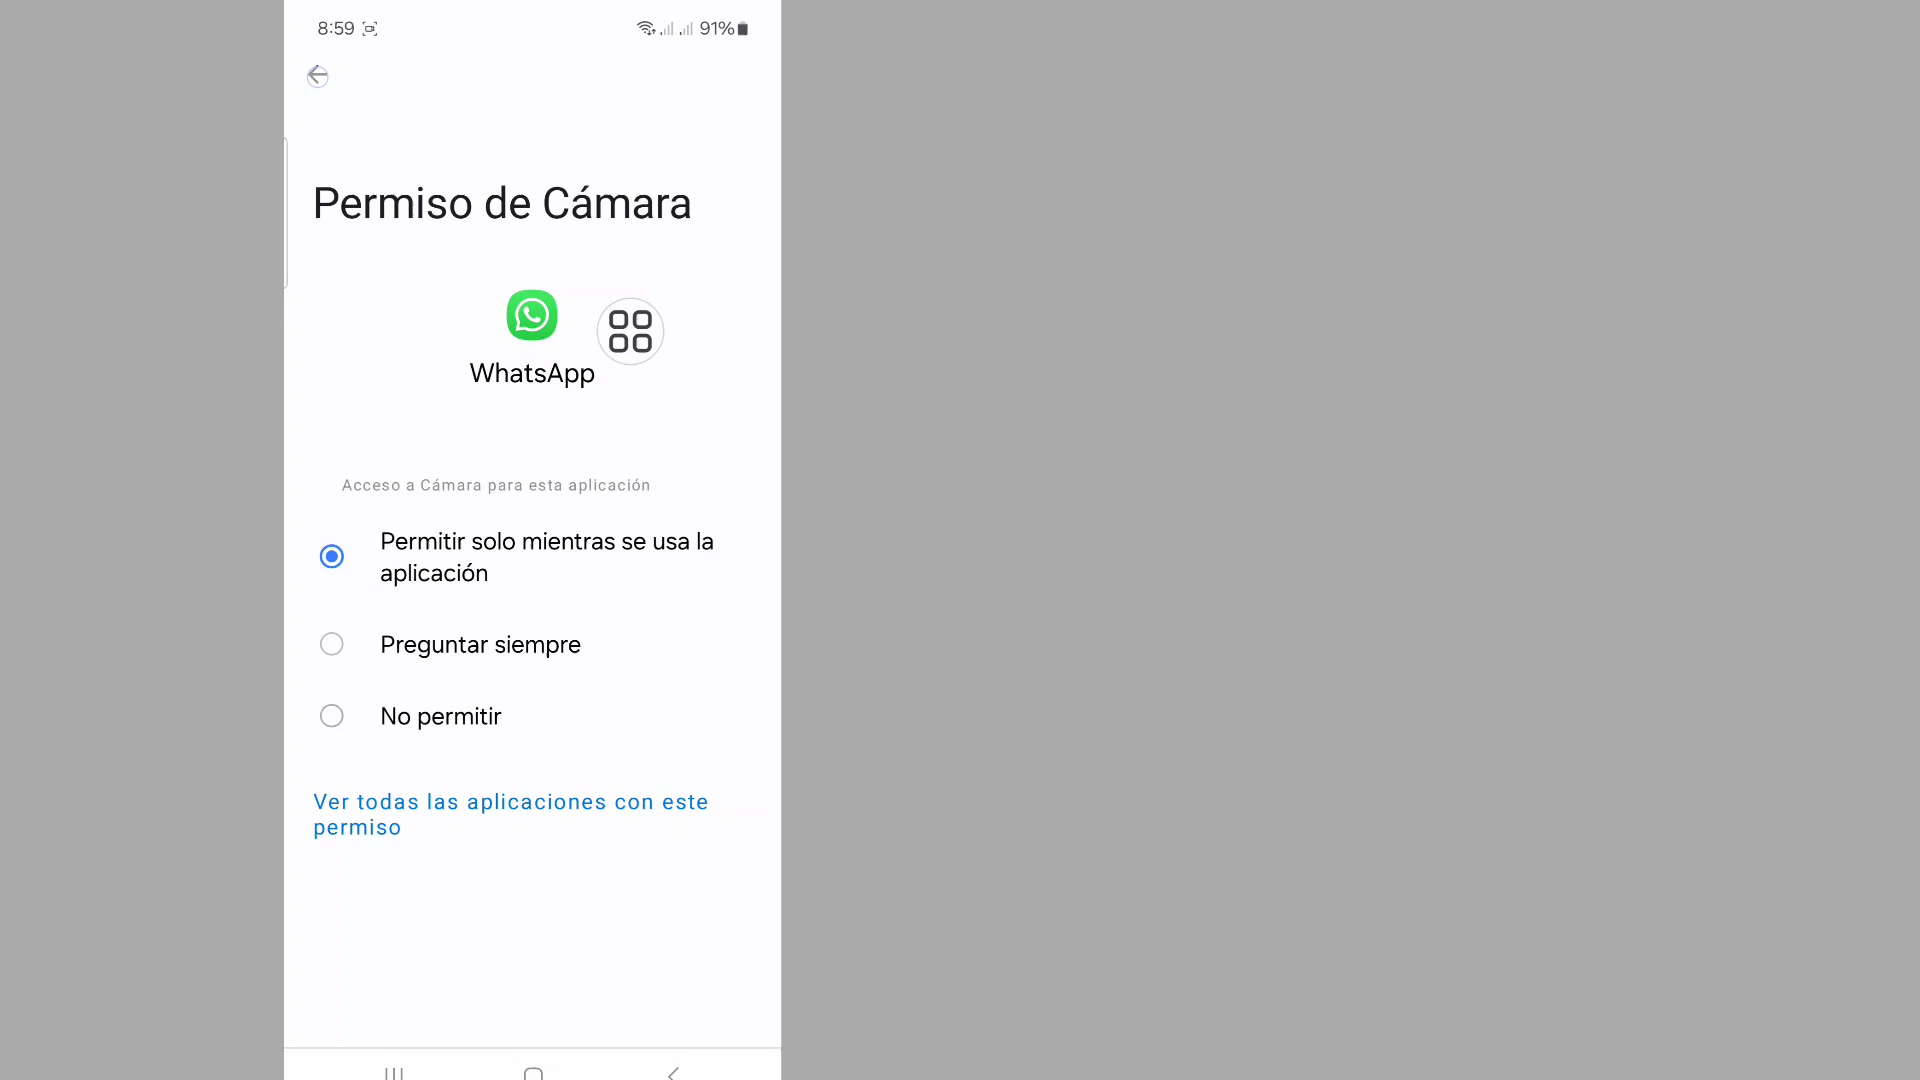 8:59 91%
Permiso de Cámara
WhatsApp
Acceso a Cámara para esta aplicación
Permitir solo mientras se usa la
aplicación
Preguntar siempre
No permitir
Ver todas las aplicaciones con este
permiso